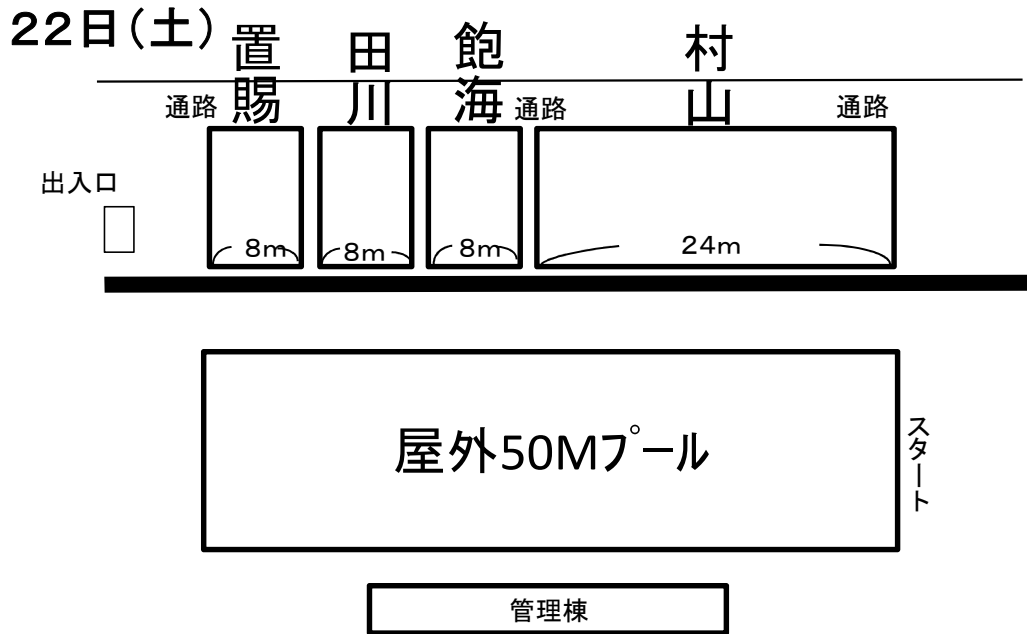 22日(土)
置賜
田川
飽海
村山
通路
通路
通路
出入口
8m
8m
8m
24m
屋外50Mプール
スタート
管理棟